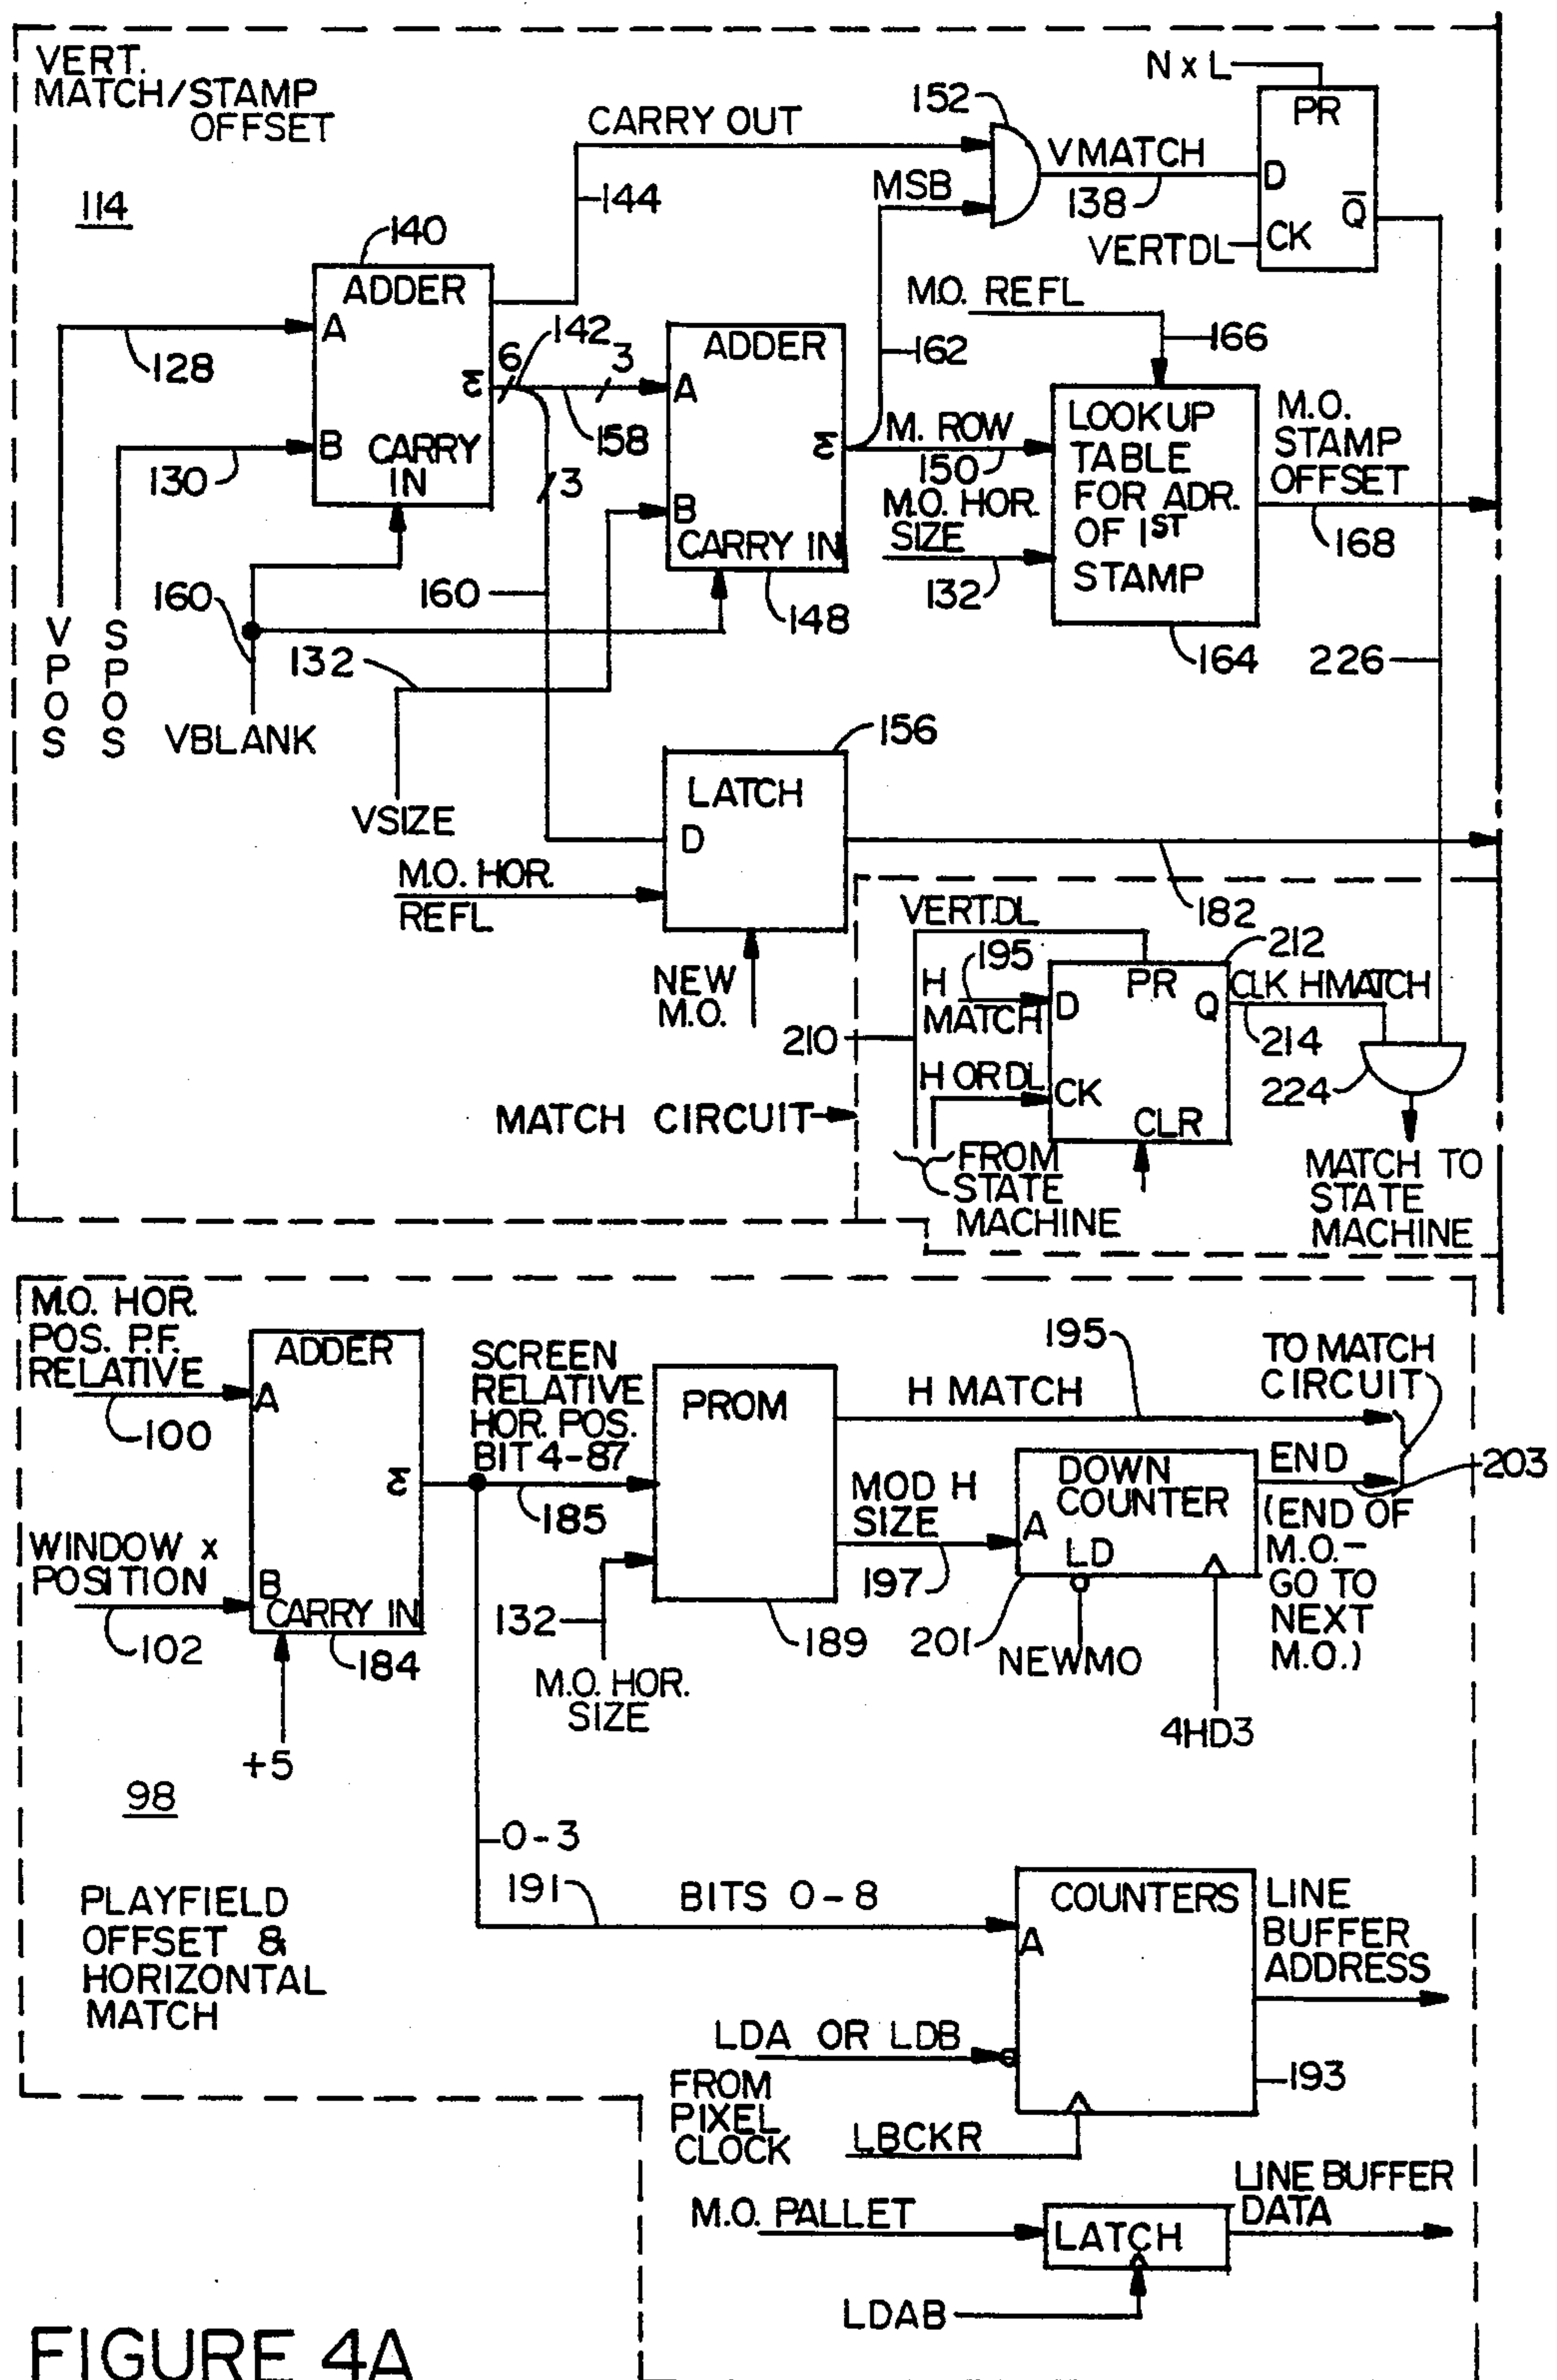 VERT.
MATCH/STAMP
OFFSET
114
N x L
PR
D
CK
Q̅
152
CARRY OUT
VMATCH
138
VERTDL
MSB
144
140
ADDER
A
B
CARRY
IN
Σ
128
130
6
142
3
158
3
ADDER
A
B
Σ
CARRY IN
148
162
M.O. REFL
166
M. ROW
150
M.O. HOR.
SIZE
132
LOOKUP
TABLE
FOR ADR.
OF 1ST
STAMP
164
M.O.
STAMP
OFFSET
168
226
160
160
132
VPOS
SPOS
VBLANK
VSIZE
156
LATCH
D
M.O. HOR.
REFL
NEW
M.O.
182
VERT.DL
H
MATCH
195
212
PR
D
Q
CK
CLR
CLK HMATCH
214
224
210
H ORDL
MATCH CIRCUIT
FROM
STATE
MACHINE
MATCH TO
STATE
MACHINE
M.O. HOR.
POS. P.F.
RELATIVE
100
WINDOW x
POSITION
102
ADDER
A
B
Σ
CARRY IN
184
+5
98
SCREEN
RELATIVE
HOR. POS.
BIT 4-87
185
132
M.O. HOR.
SIZE
PROM
189
H MATCH
195
TO MATCH
CIRCUIT
MOD H
SIZE
197
DOWN
COUNTER
A
LD
201
NEWMO
4HD3
END
203
(END OF
M.O.-
GO TO
NEXT
M.O.)
0-3
191
BITS 0-8
PLAYFIELD
OFFSET &
HORIZONTAL
MATCH
COUNTERS
A
193
LINE
BUFFER
ADDRESS
LDA OR LDB
FROM
PIXEL
CLOCK
LBCKR
M.O. PALLET
LATCH
LINE BUFFER
DATA
LDAB
FIGURE 4A